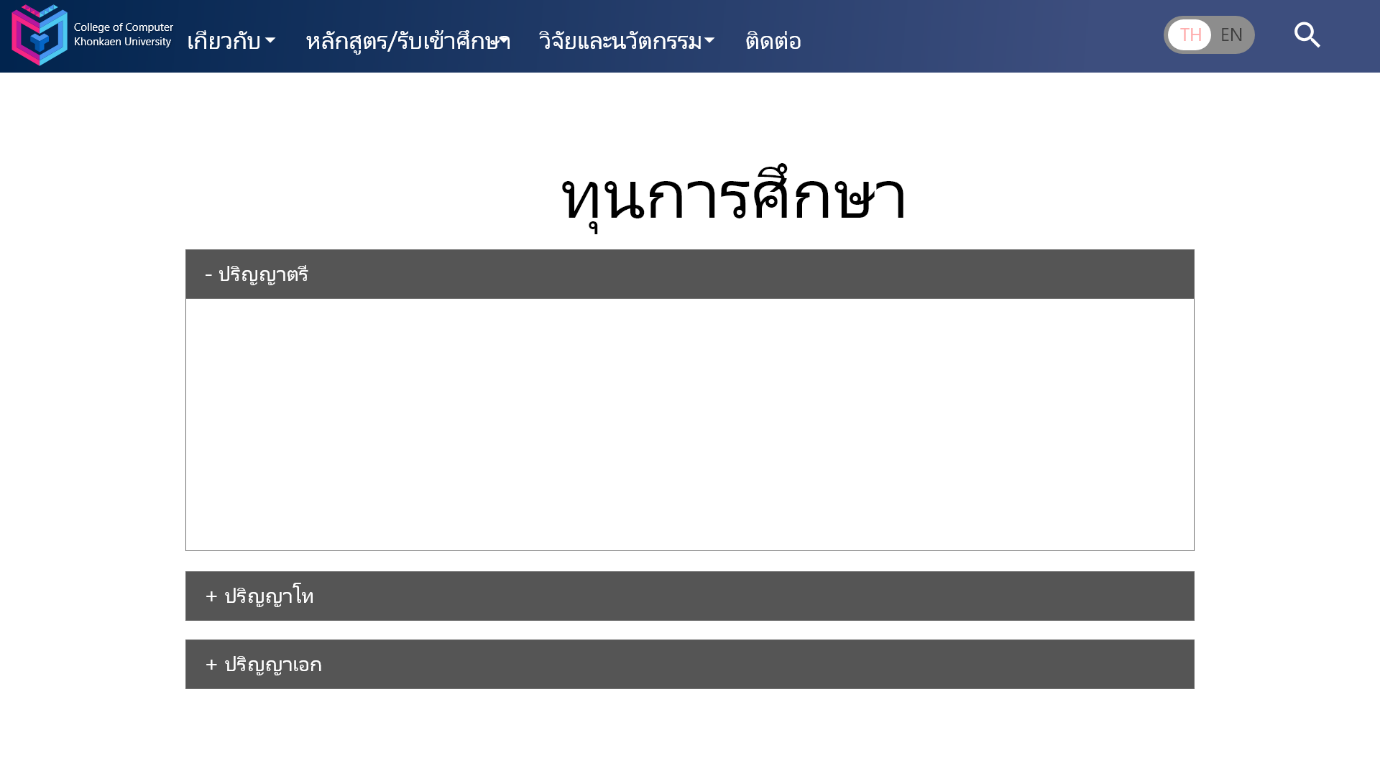 College of Computer
Khonkaen University
เกี่ยวกับ
หลักสูตร/รับเข้าศึกษา
วิจัยและนวัตกรรม
ติดต่อ
TH EN
ทุนการศึกษา
- ปริญญาตรี
+ ปริญญาโท
+ ปริญญาเอก